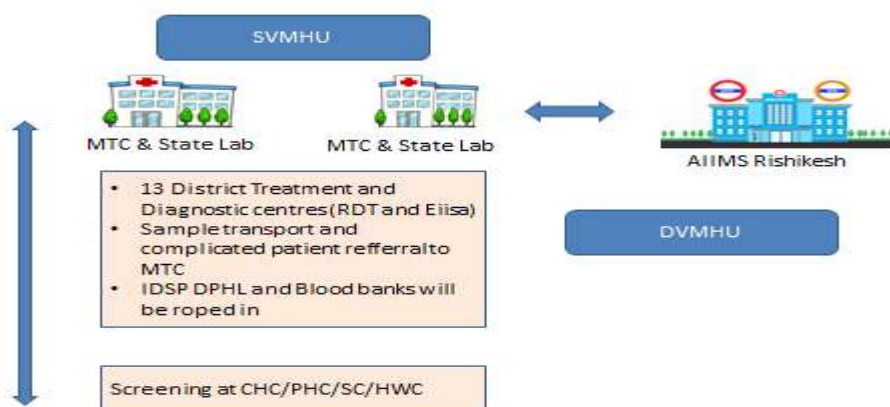 SVMHU
MTC & State Lab
MTC & State Lab
AIIMS Rishikesh
• 13 District Treatment and
Diagnostic centres(RDT and Eiisa)
• Sample transport and
complicated patient refferal to
MTC
• IDSP DPHL and Blood banks will
be roped in
DVMHU
Screening at CHC/PHC/SC/HWC